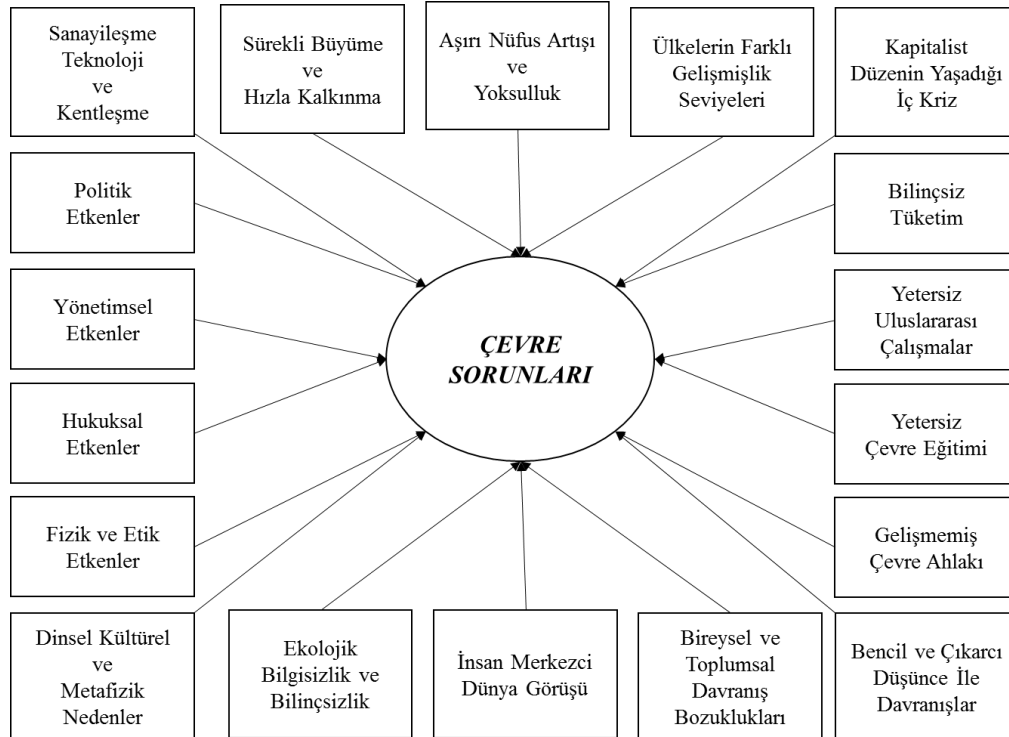 Sanayileşme
Teknoloji
ve
Kentleşme
Sürekli Büyüme
ve
Hızla Kalkınma
Aşırı Nüfus Artışı
ve
Yoksulluk
Ülkelerin Farklı
Gelişmişlik
Seviyeleri
Kapitalist
Düzenin Yaşadığı
İç Kriz
Politik
Etkenler
Bilinçsiz
Tüketim
Yönetimsel
Etkenler
ÇEVRE
SORUNLARI
Yetersiz
Uluslararası
Çalışmalar
Hukuksal
Etkenler
Yetersiz
Çevre Eğitimi
Fizik ve Etik
Etkenler
Gelişmemiş
Çevre Ahlakı
Dinsel Kültürel
ve
Metafizik
Nedenler
Ekolojik
Bilgisizlik ve
Bilinçsizlik
İnsan Merkezci
Dünya Görüşü
Bireysel ve
Toplumsal
Davranış
Bozuklukları
Bencil ve Çıkarcı
Düşünce İle
Davranışlar